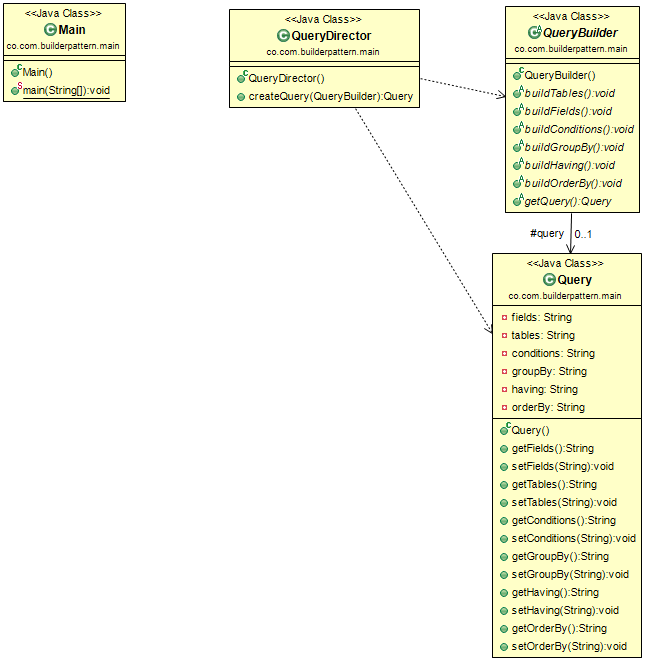 <<Java Class>>
Main
co.com.builderpattern.main
Main()
main(String[]):void
<<Java Class>>
QueryDirector
co.com.builderpattern.main
QueryDirector()
createQuery(QueryBuilder):Query
<<Java Class>>
QueryBuilder
co.com.builderpattern.main
QueryBuilder()
buildTables():void
buildFields():void
buildConditions():void
buildGroupBy():void
buildHaving():void
buildOrderBy():void
getQuery():Query
#query 0..1
<<Java Class>>
Query
co.com.builderpattern.main
fields: String
tables: String
conditions: String
groupBy: String
having: String
orderBy: String
Query()
getFields():String
setFields(String):void
getTables():String
setTables(String):void
getConditions():String
setConditions(String):void
getGroupBy():String
setGroupBy(String):void
getHaving():String
setHaving(String):void
getOrderBy():String
setOrderBy(String):void